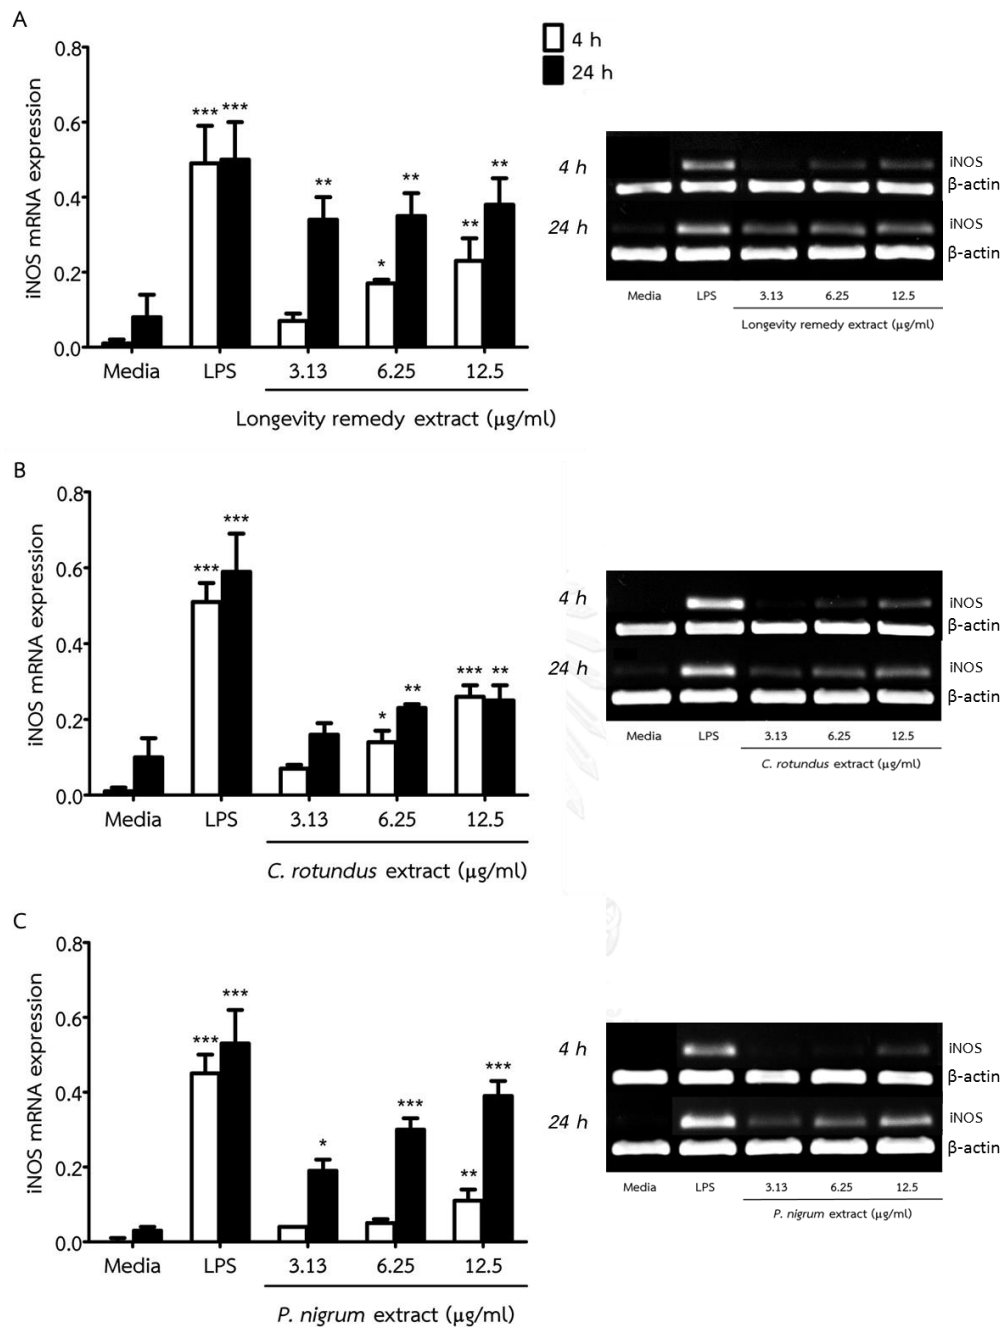 A
4 h
24 h
iNOS mRNA expression
0.8
0.6
0.4
0.2
0.0
*** ***
** ** **
* **
Media LPS 3.13 6.25 12.5
Longevity remedy extract (μg/ml)
4 h iNOS
β-actin
24 h iNOS
β-actin
Media LPS 3.13 6.25 12.5
Longevity remedy extract (μg/ml)
B
iNOS mRNA expression
0.8
0.6
0.4
0.2
0.0
*** ***
* ** *** **
Media LPS 3.13 6.25 12.5
C. rotundus extract (μg/ml)
4 h iNOS
β-actin
24 h iNOS
β-actin
Media LPS 3.13 6.25 12.5
C. rotundus extract (μg/ml)
C
iNOS mRNA expression
0.8
0.6
0.4
0.2
0.0
*** ***
* *** ** ***
Media LPS 3.13 6.25 12.5
P. nigrum extract (μg/ml)
4 h iNOS
β-actin
24 h iNOS
β-actin
Media LPS 3.13 6.25 12.5
P. nigrum extract (μg/ml)